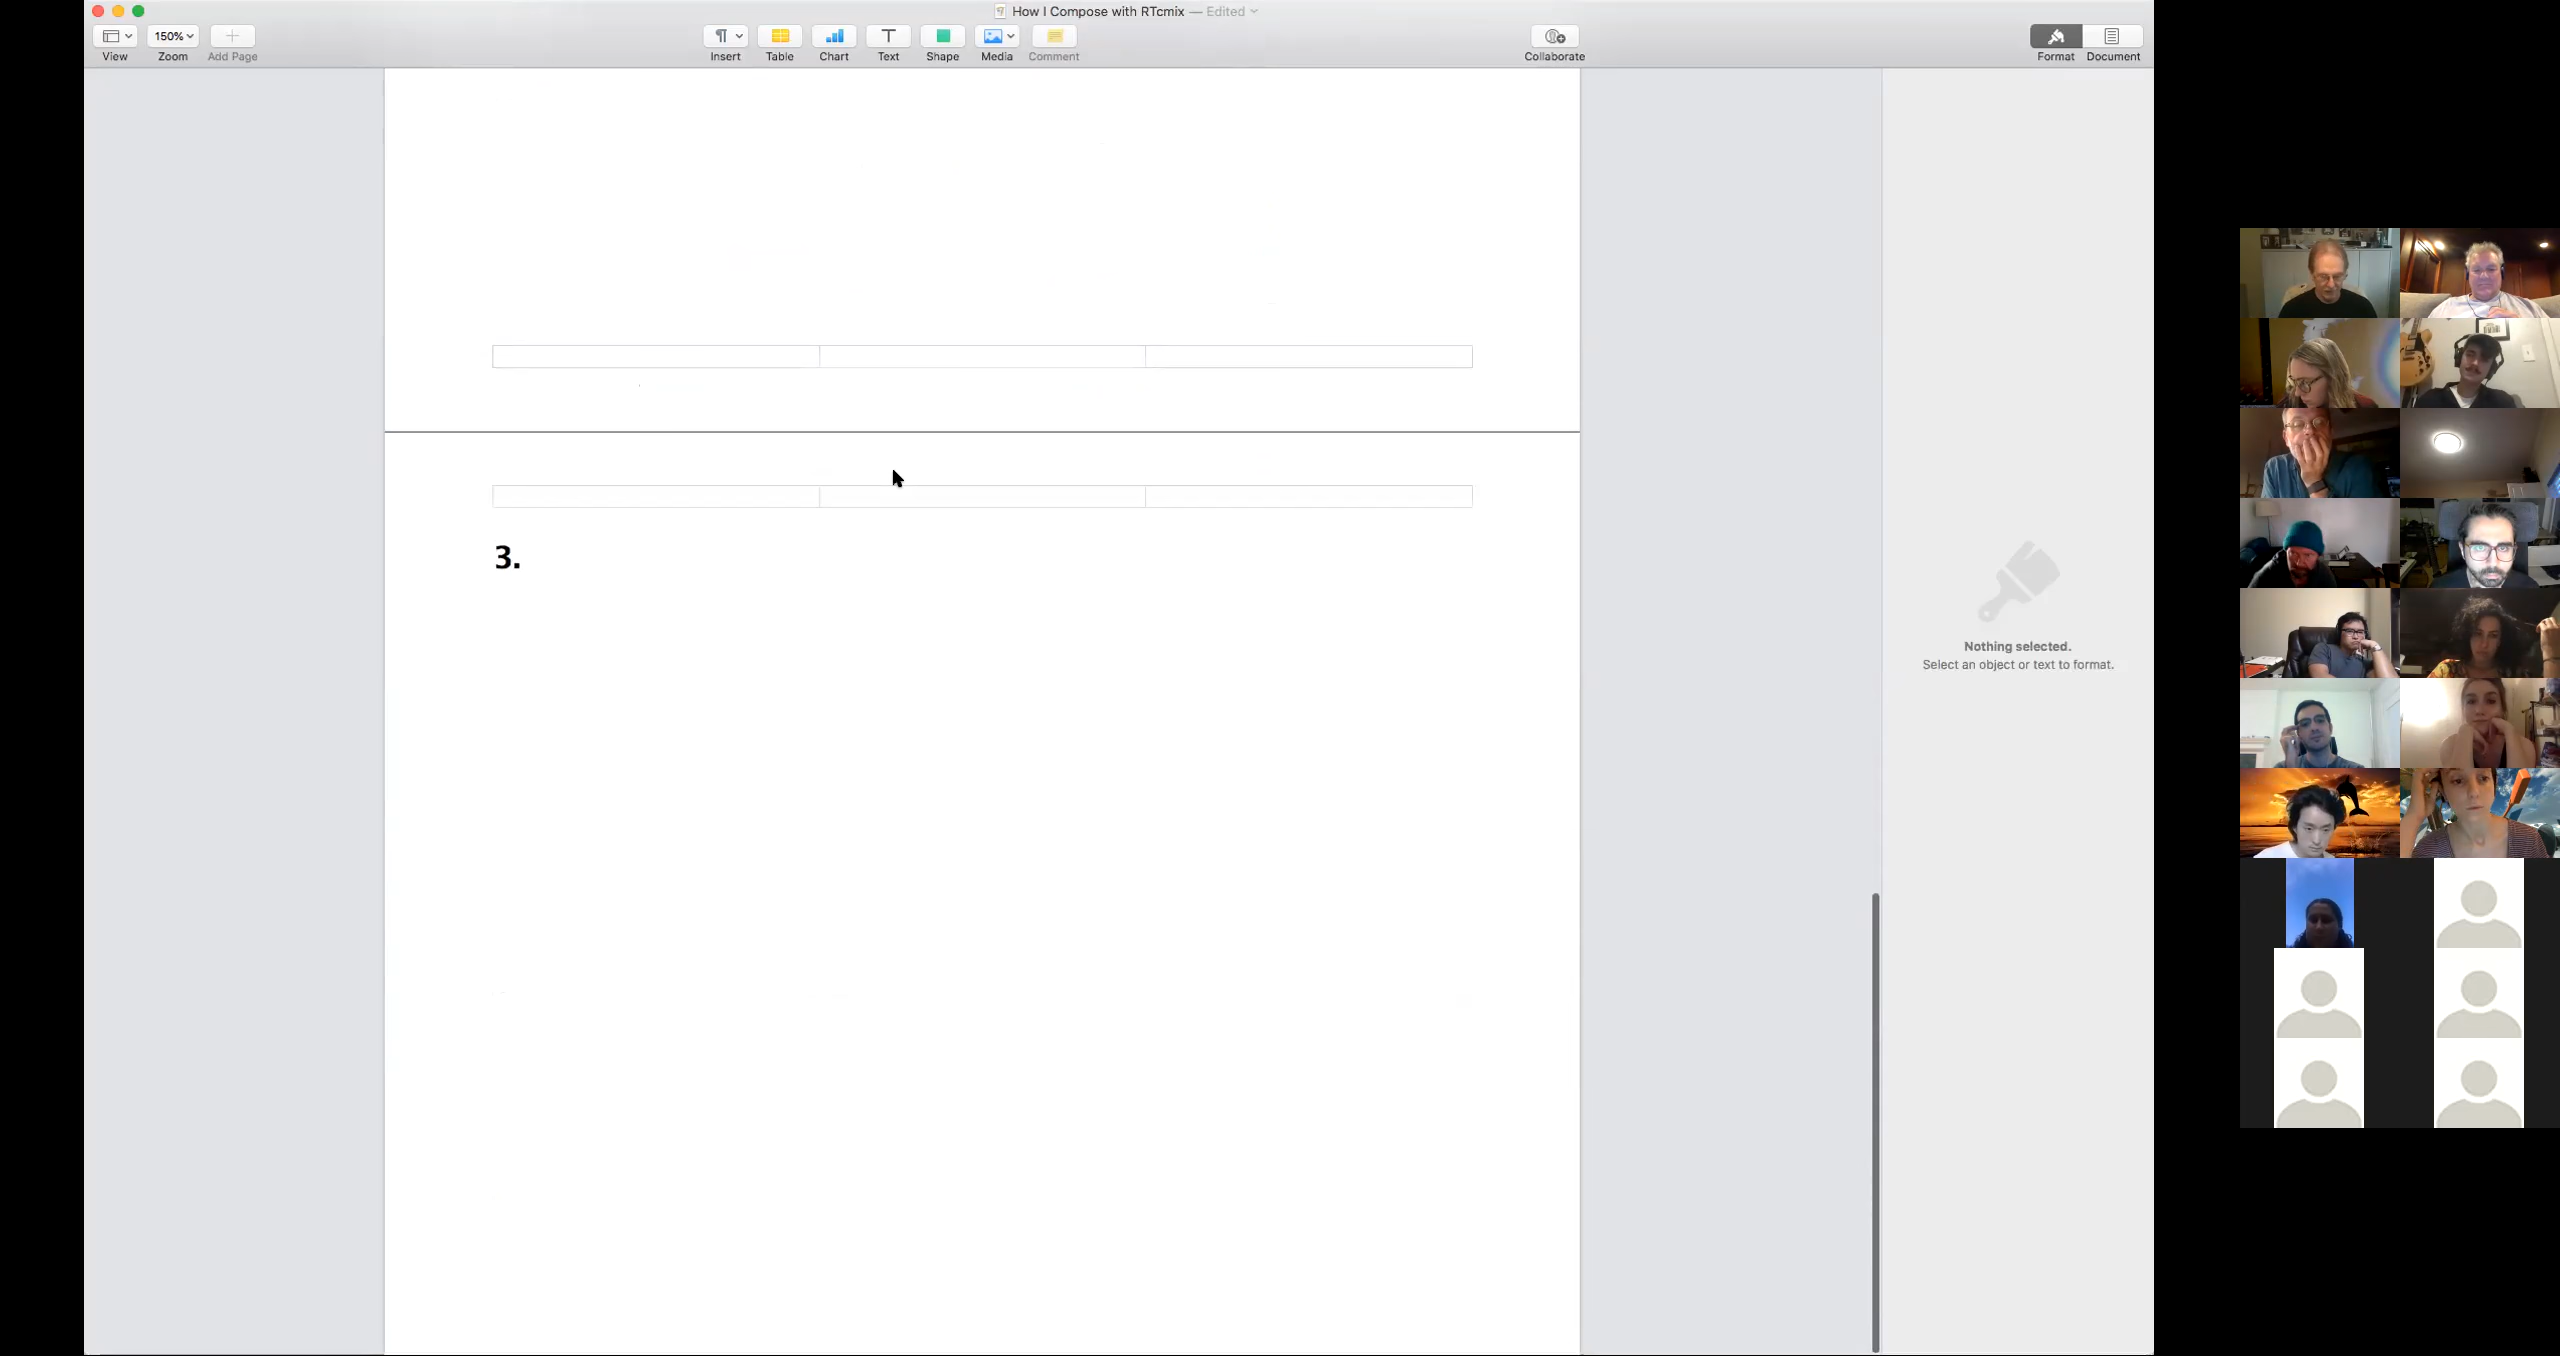 How I Compose with RTcmix — Edited
150%
View
Zoom
Add Page
Insert
Table
Chart
Text
Shape
Media
Comment
Collaborate
Format
Document
3.
Nothing selected.
Select an object or text to format.